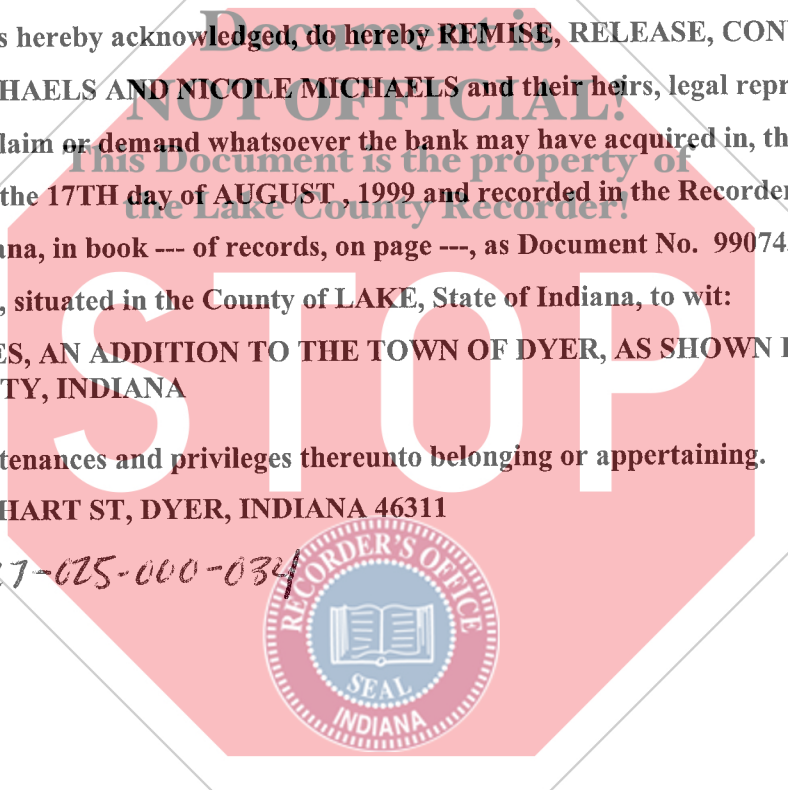 Document is
s hereby acknowledged, do hereby REMISE, RELEASE, CON
NOT OFFICIAL!
HAELS AND NICOLE MICHAELS and their heirs, legal repr
laim or demand whatsoever the bank may have acquired in, th
This Document is the property of
the 17TH day of AUGUST , 1999 and recorded in the Recorder
the Lake County Recorder!
ana, in book --- of records, on page ---, as Document No. 99074
, situated in the County of LAKE, State of Indiana, to wit:
STOP
ES, AN ADDITION TO THE TOWN OF DYER, AS SHOWN
TY, INDIANA
tenances and privileges thereunto belonging or appertaining.
HART ST, DYER, INDIANA 46311
7-025-000-034
RECORDER'S OFFICE
SEAL
INDIANA